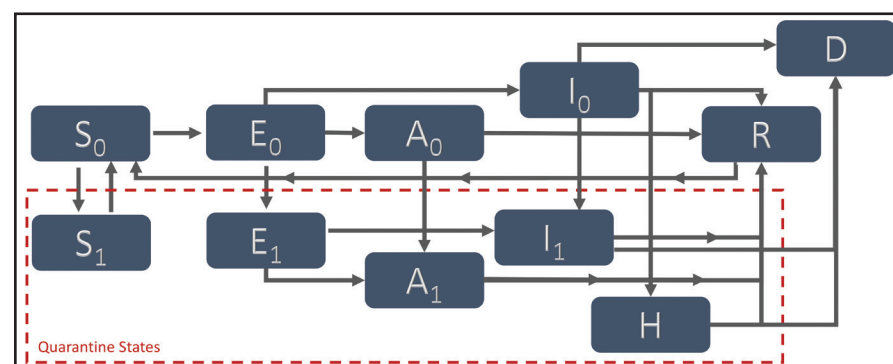 D
I₀
S₀
E₀
A₀
R
S₁
E₁
I₁
A₁
H
Quarantine States